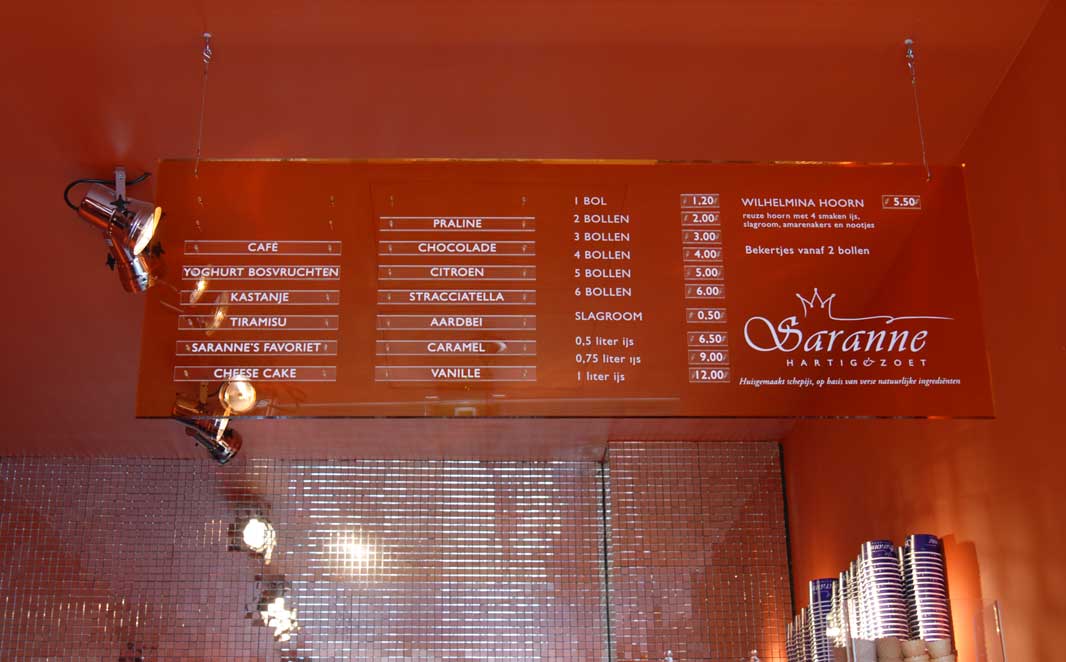 CAFÉ
YOGHURT BOSVRUCHTEN
KASTANJE
TIRAMISU
SARANNE'S FAVORIET
CHEESE CAKE
PRALINE
CHOCOLADE
CITROEN
STRACCIATELLA
AARDBEI
CARAMEL
VANILLE
1 BOL 1,20
2 BOLLEN 2,00
3 BOLLEN 3,00
4 BOLLEN 4,00
5 BOLLEN 5,00
6 BOLLEN 6,00
SLAGROOM 0,50
0,5 liter ijs 6,50
0,75 liter ijs 9,00
1 liter ijs 12,00
WILHELMINA HOORN 5,50
reuze hoorn met 4 smaken ijs,
slagroom, amarenakers en nootjes
Bekertjes vanaf 2 bollen
Saranne
HARTIG & ZOET
Huisgemaakt schepijs, op basis van verse natuurlijke ingrediënten